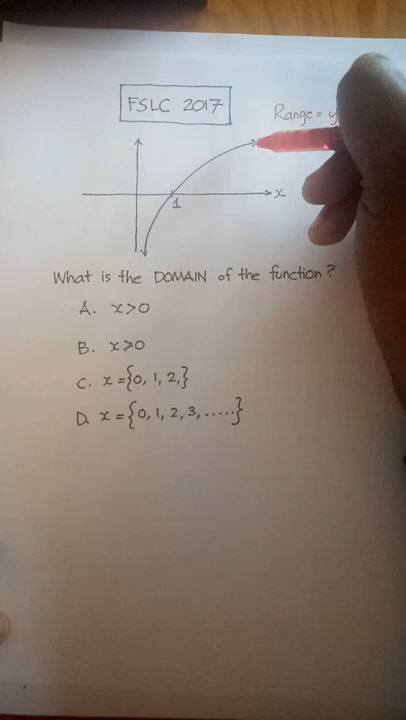 FSLC 2017
Range = y
1
x
What is the DOMAIN of the function?
A. x>0
B. x⩾0
C. x={0, 1, 2,}
D. x={0, 1, 2, 3, .....}